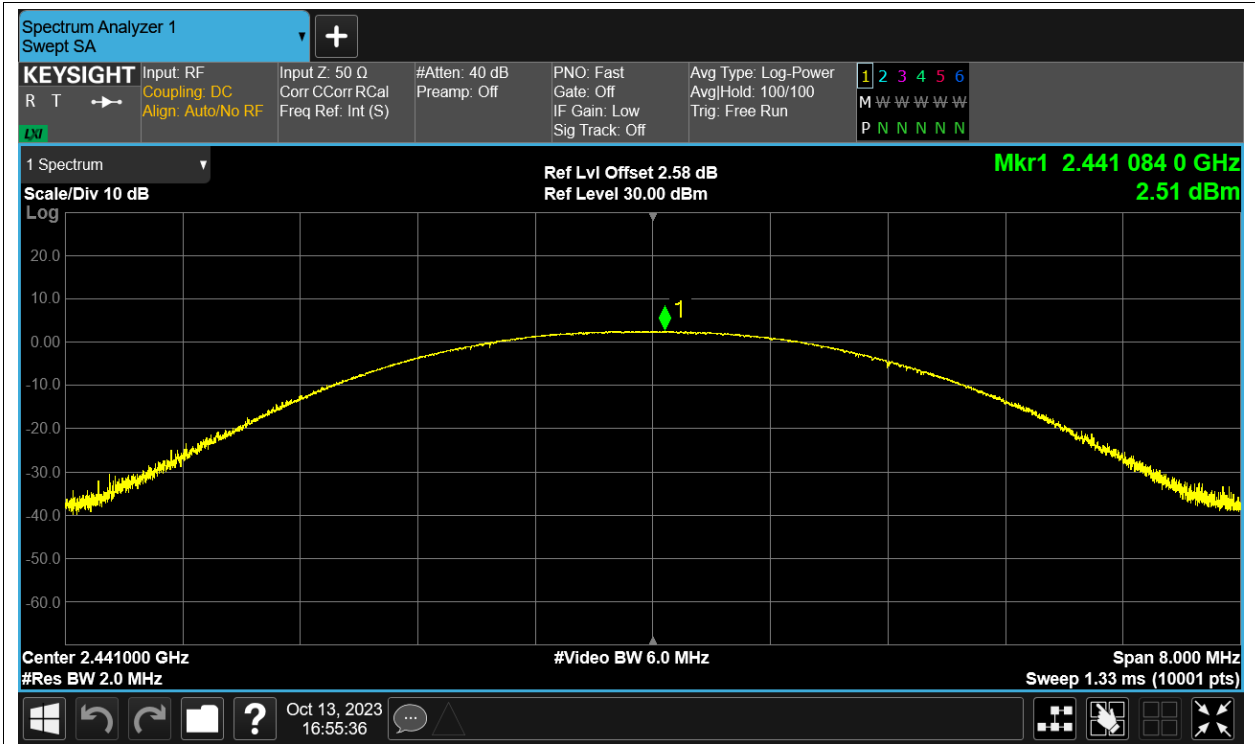 Spectrum Analyzer 1
Swept SA
KEYSIGHT
R T
LXI
Input: RF
Coupling: DC
Align: Auto/No RF
Input Z: 50 Ω
Corr CCorr RCal
Freq Ref: Int (S)
#Atten: 40 dB
Preamp: Off
PNO: Fast
Gate: Off
IF Gain: Low
Sig Track: Off
Avg Type: Log-Power
Avg|Hold: 100/100
Trig: Free Run
1 2 3 4 5 6
M W W W W W
P N N N N N
1 Spectrum
Scale/Div 10 dB
Ref Lvl Offset 2.58 dB
Ref Level 30.00 dBm
Mkr1 2.441 084 0 GHz
2.51 dBm
Log
20.0
10.0
1
0.00
-10.0
-20.0
-30.0
-40.0
-50.0
-60.0
Center 2.441000 GHz
#Video BW 6.0 MHz
Span 8.000 MHz
#Res BW 2.0 MHz
Sweep 1.33 ms (10001 pts)
?
Oct 13, 2023
16:55:36